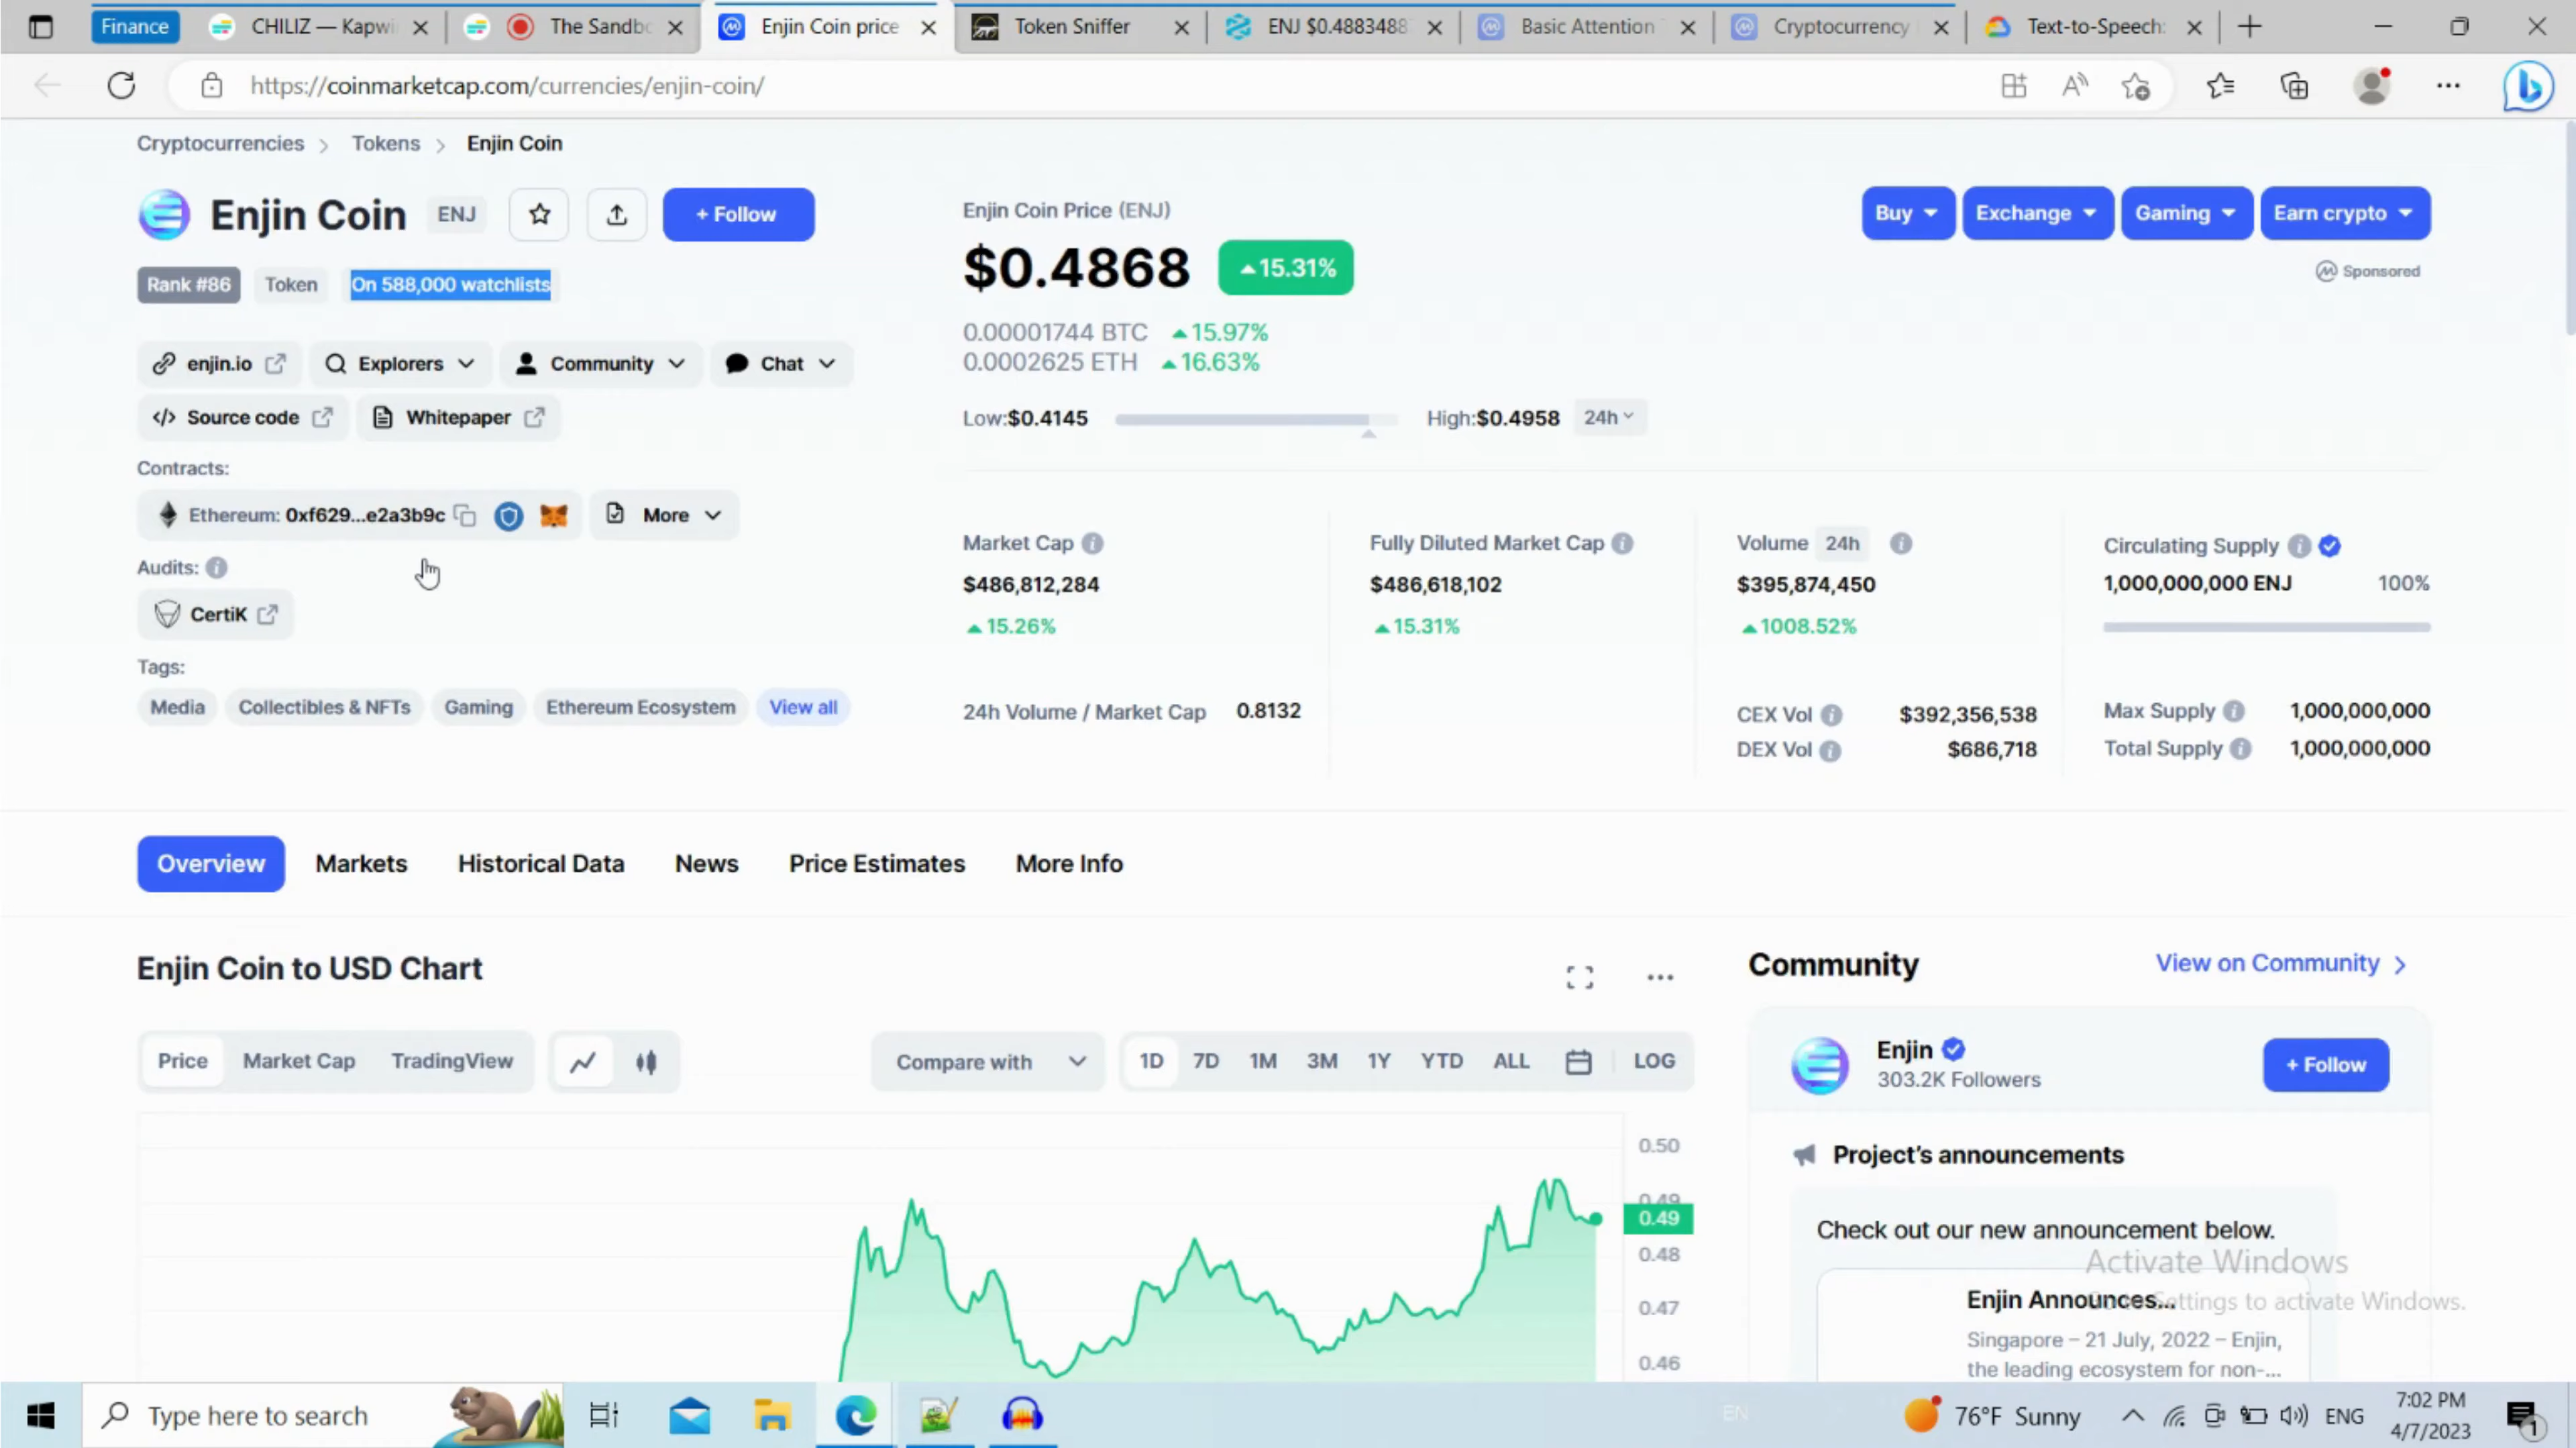 Finance
CHILIZ — Kapwi
The Sandbo
Enjin Coin price
Token Sniffer
ENJ $0.4883488
Basic Attention
Cryptocurrency
Text-to-Speech:
https://coinmarketcap.com/currencies/enjin-coin/
Cryptocurrencies > Tokens > Enjin Coin
Enjin Coin ENJ
+ Follow
Rank #86 Token On 588,000 watchlists
enjin.io Explorers Community Chat
Source code Whitepaper
Contracts:
Ethereum: 0xf629...e2a3b9c More
Audits:
CertiK
Tags:
Media Collectibles & NFTs Gaming Ethereum Ecosystem View all
Enjin Coin Price (ENJ)
$0.4868 15.31%
0.00001744 BTC 15.97%
0.0002625 ETH 16.63%
Low:$0.4145 High:$0.4958 24h
Buy Exchange Gaming Earn crypto
Sponsored
Market Cap
$486,812,284
15.26%
24h Volume / Market Cap 0.8132
Fully Diluted Market Cap
$486,618,102
15.31%
Volume 24h
$395,874,450
1008.52%
CEX Vol $392,356,538
DEX Vol $686,718
Circulating Supply
1,000,000,000 ENJ 100%
Max Supply 1,000,000,000
Total Supply 1,000,000,000
Overview Markets Historical Data News Price Estimates More Info
Enjin Coin to USD Chart
Price Market Cap TradingView
Compare with 1D 7D 1M 3M 1Y YTD ALL LOG
0.50
0.49
0.49
0.48
0.47
0.46
Community View on Community >
Enjin
303.2K Followers
+ Follow
Project's announcements
Check out our new announcement below.
Activate Windows
Enjin Announces...
Go to Settings to activate Windows.
Singapore – 21 July, 2022 – Enjin,
the leading ecosystem for non-...
Type here to search
EN
76°F Sunny
ENG
7:02 PM
4/7/2023
1